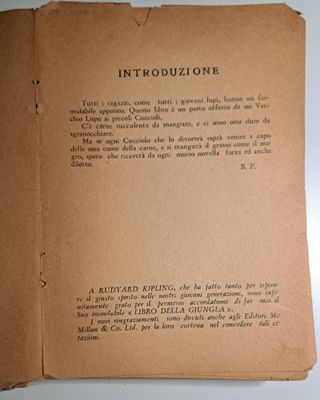 INTRODUZIONE
Tutti i ragazzi, come tutti i giovani lupi, hanno un for-
midabile appetito. Questo libro è un pasto offerto da un Vec-
chio Lupo ai piccoli Cuccioli.
C'è carne succulenta da mangiare, e ci sono ossa dure da
sgranocchiare.
Ma se ogni Cucciolo che lo divorerà saprà venire a capo
delle ossa come della carne, e si mangierà il grasso come il ma-
gro, spero che ricaverà da ogni morso novella forza ed anche
diletto.
B. P.
A RUDYARD KIPLING, che ha fatto tanto per ispira-
re il giusto spirito nelle nostre giovani generazioni, sono infi-
nitamente grato per il permesso accordatomi di far mio il
Suo inimitabile « LIBRO DELLA GIUNGLA ».
I miei ringraziamenti sono dovuti anche agli Editori Mc
Millan & Co. Ltd. per la loro cortesia nel concedere tali ci-
tazioni.